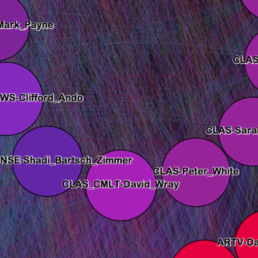 Mark_Payne
CLAS
WS-Clifford_Ando
CLAS-Sara
NSE-Shadi_Bartsch_Zimmer
CLAS-Peter_White
CLAS_CMLT-David_Wray
ARTV-Da